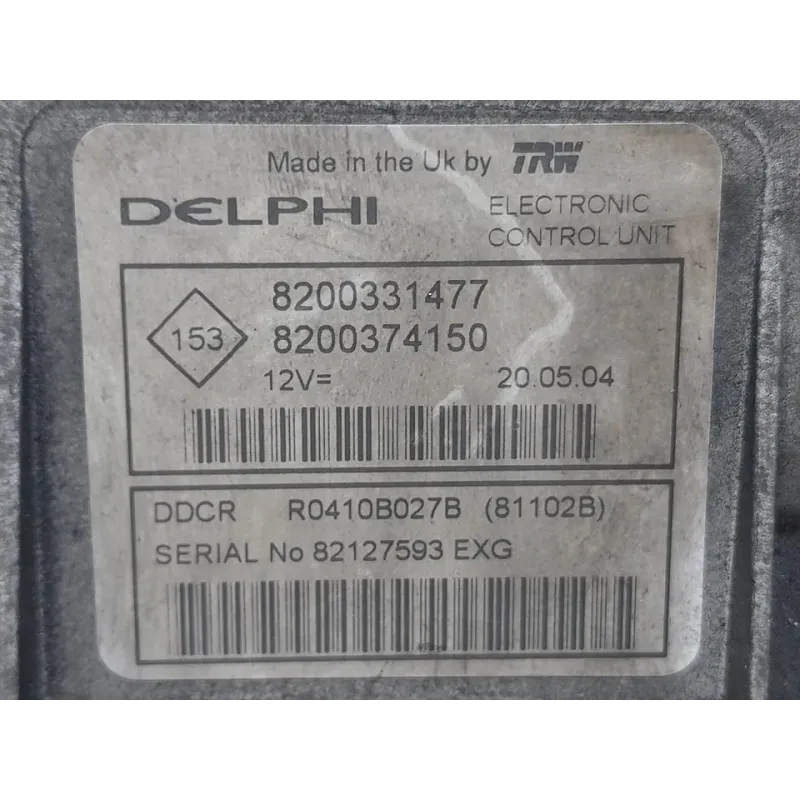 Made in the Uk by TRW
DELPHI
ELECTRONIC
CONTROL UNIT
153
8200331477
8200374150
12V=
20.05.04
DDCR R0410B027B (81102B)
SERIAL No 82127593 EXG